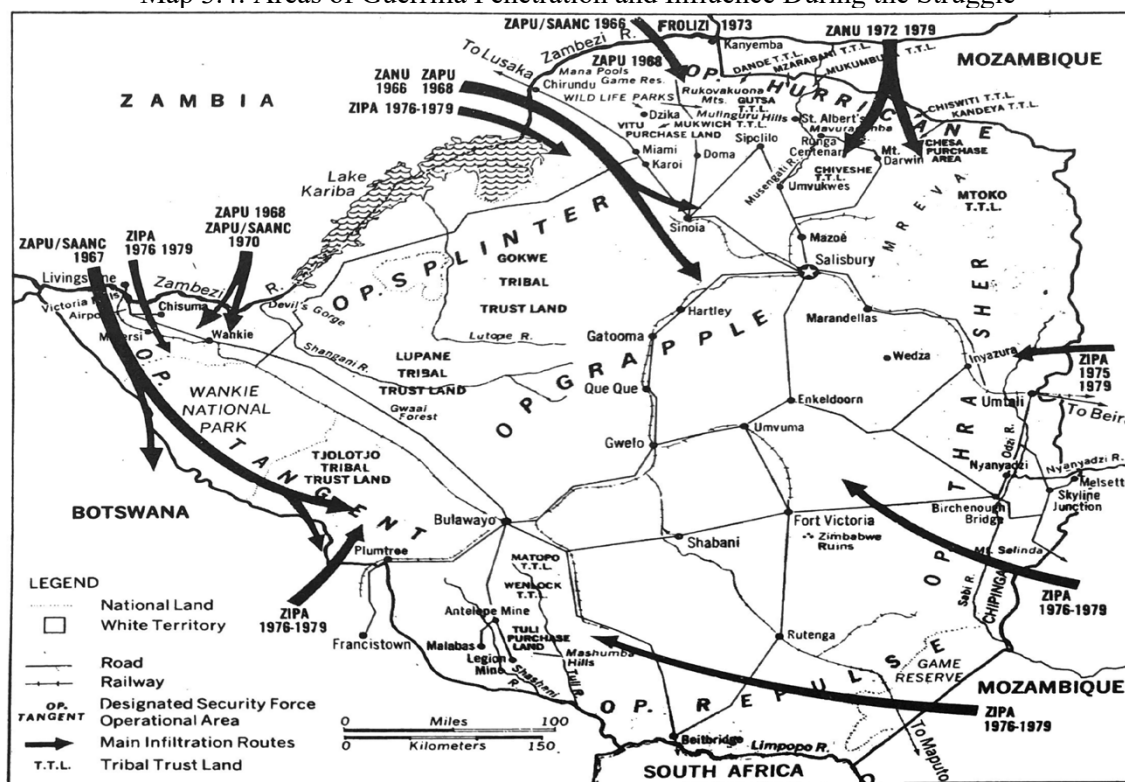 Map 3.4: Areas of Guerrilla Penetration and Influence During the Struggle
ZAPU/SAANC 1966
FROLIZI 1973
ZANU 1972 1979
Kanyemba
MOZAMBIQUE
To Lusaka
Zambezi R.
ZAPU 1968
DANDE T.T.L.
MZARABANI T.T.L.
MUKUMBU T.T.L.
ZAMBIA
ZANU 1966
ZAPU 1968
ZIPA 1976-1979
Mana Pools
Game Res.
Chirundu
WILD LIFE PARKS
Rukovakuona
Mts.
GUTSA
T.T.L.
OP. HURRICANE
CHISWITI T.T.L.
KANDEYA T.T.L.
Dzika
Mulinguru Hills
St. Albert's
VITU
PURCHASE LAND
MUKWICH T.T.L.
Sipolilo
Centenary
Mt.
Darwin
CHESA
PURCHASE
AREA
Miami
Karoi
Doma
Musengati R.
CHIVESHE
T.T.L.
Umvukwes
MREVA
MTOKO
T.T.L.
Lake
Kariba
Sinoia
Mazoe
Salisbury
ZAPU/SAANC
1967
ZIPA
1976 1979
ZAPU 1968
ZAPU/SAANC
1970
OP. SPLINTER
GOKWE
TRIBAL
TRUST LAND
Livingstone
Zambezi
R.
Victoria Falls
Airport
Chisuma
Devil's Gorge
Wankie
Lutope R.
Hartley
Marandellas
Gatooma
OP GRAPPLE
Wedza
Inyazura
ZIPA
1975
1979
Shangani R.
LUPANE
TRIBAL
TRUST LAND
WANKIE
NATIONAL
PARK
Gwaai
Forest
Que Que
Enkeldoorn
Umtali
To Beira
OP THRASHER
Odzi R.
Gwelo
Umvuma
OP. TANGENT
TJOLOTJO
TRIBAL
TRUST LAND
Nyanyadzi
Nyanyadzi R.
Melsetter
Skyline
Junction
Birchenough
Bridge
BOTSWANA
Bulawayo
Fort Victoria
Zimbabwe
Ruins
Shabani
Plumtree
Mt. Selinda
MATOPO
T.T.L.
WENLOCK
T.T.L.
Sabi R.
CHIPINGA
ZIPA
1976-1979
ZIPA
1976-1979
Francistown
Antelope Mine
TULI
PURCHASE
LAND
Malabas
Legion
Mine
Shashani
R.
Mashumba
Hills
Tuli R.
Rutenga
GAME
RESERVE
OP. REPULSE
MOZAMBIQUE
ZIPA
1976-1979
Beitbridge
Limpopo R.
To Maputo
SOUTH AFRICA
LEGEND
National Land
White Territory
Road
Railway
OP.
TANGENT
Designated Security Force
Operational Area
Main Infiltration Routes
T.T.L. Tribal Trust Land
0 Miles 100
0 Kilometers 150